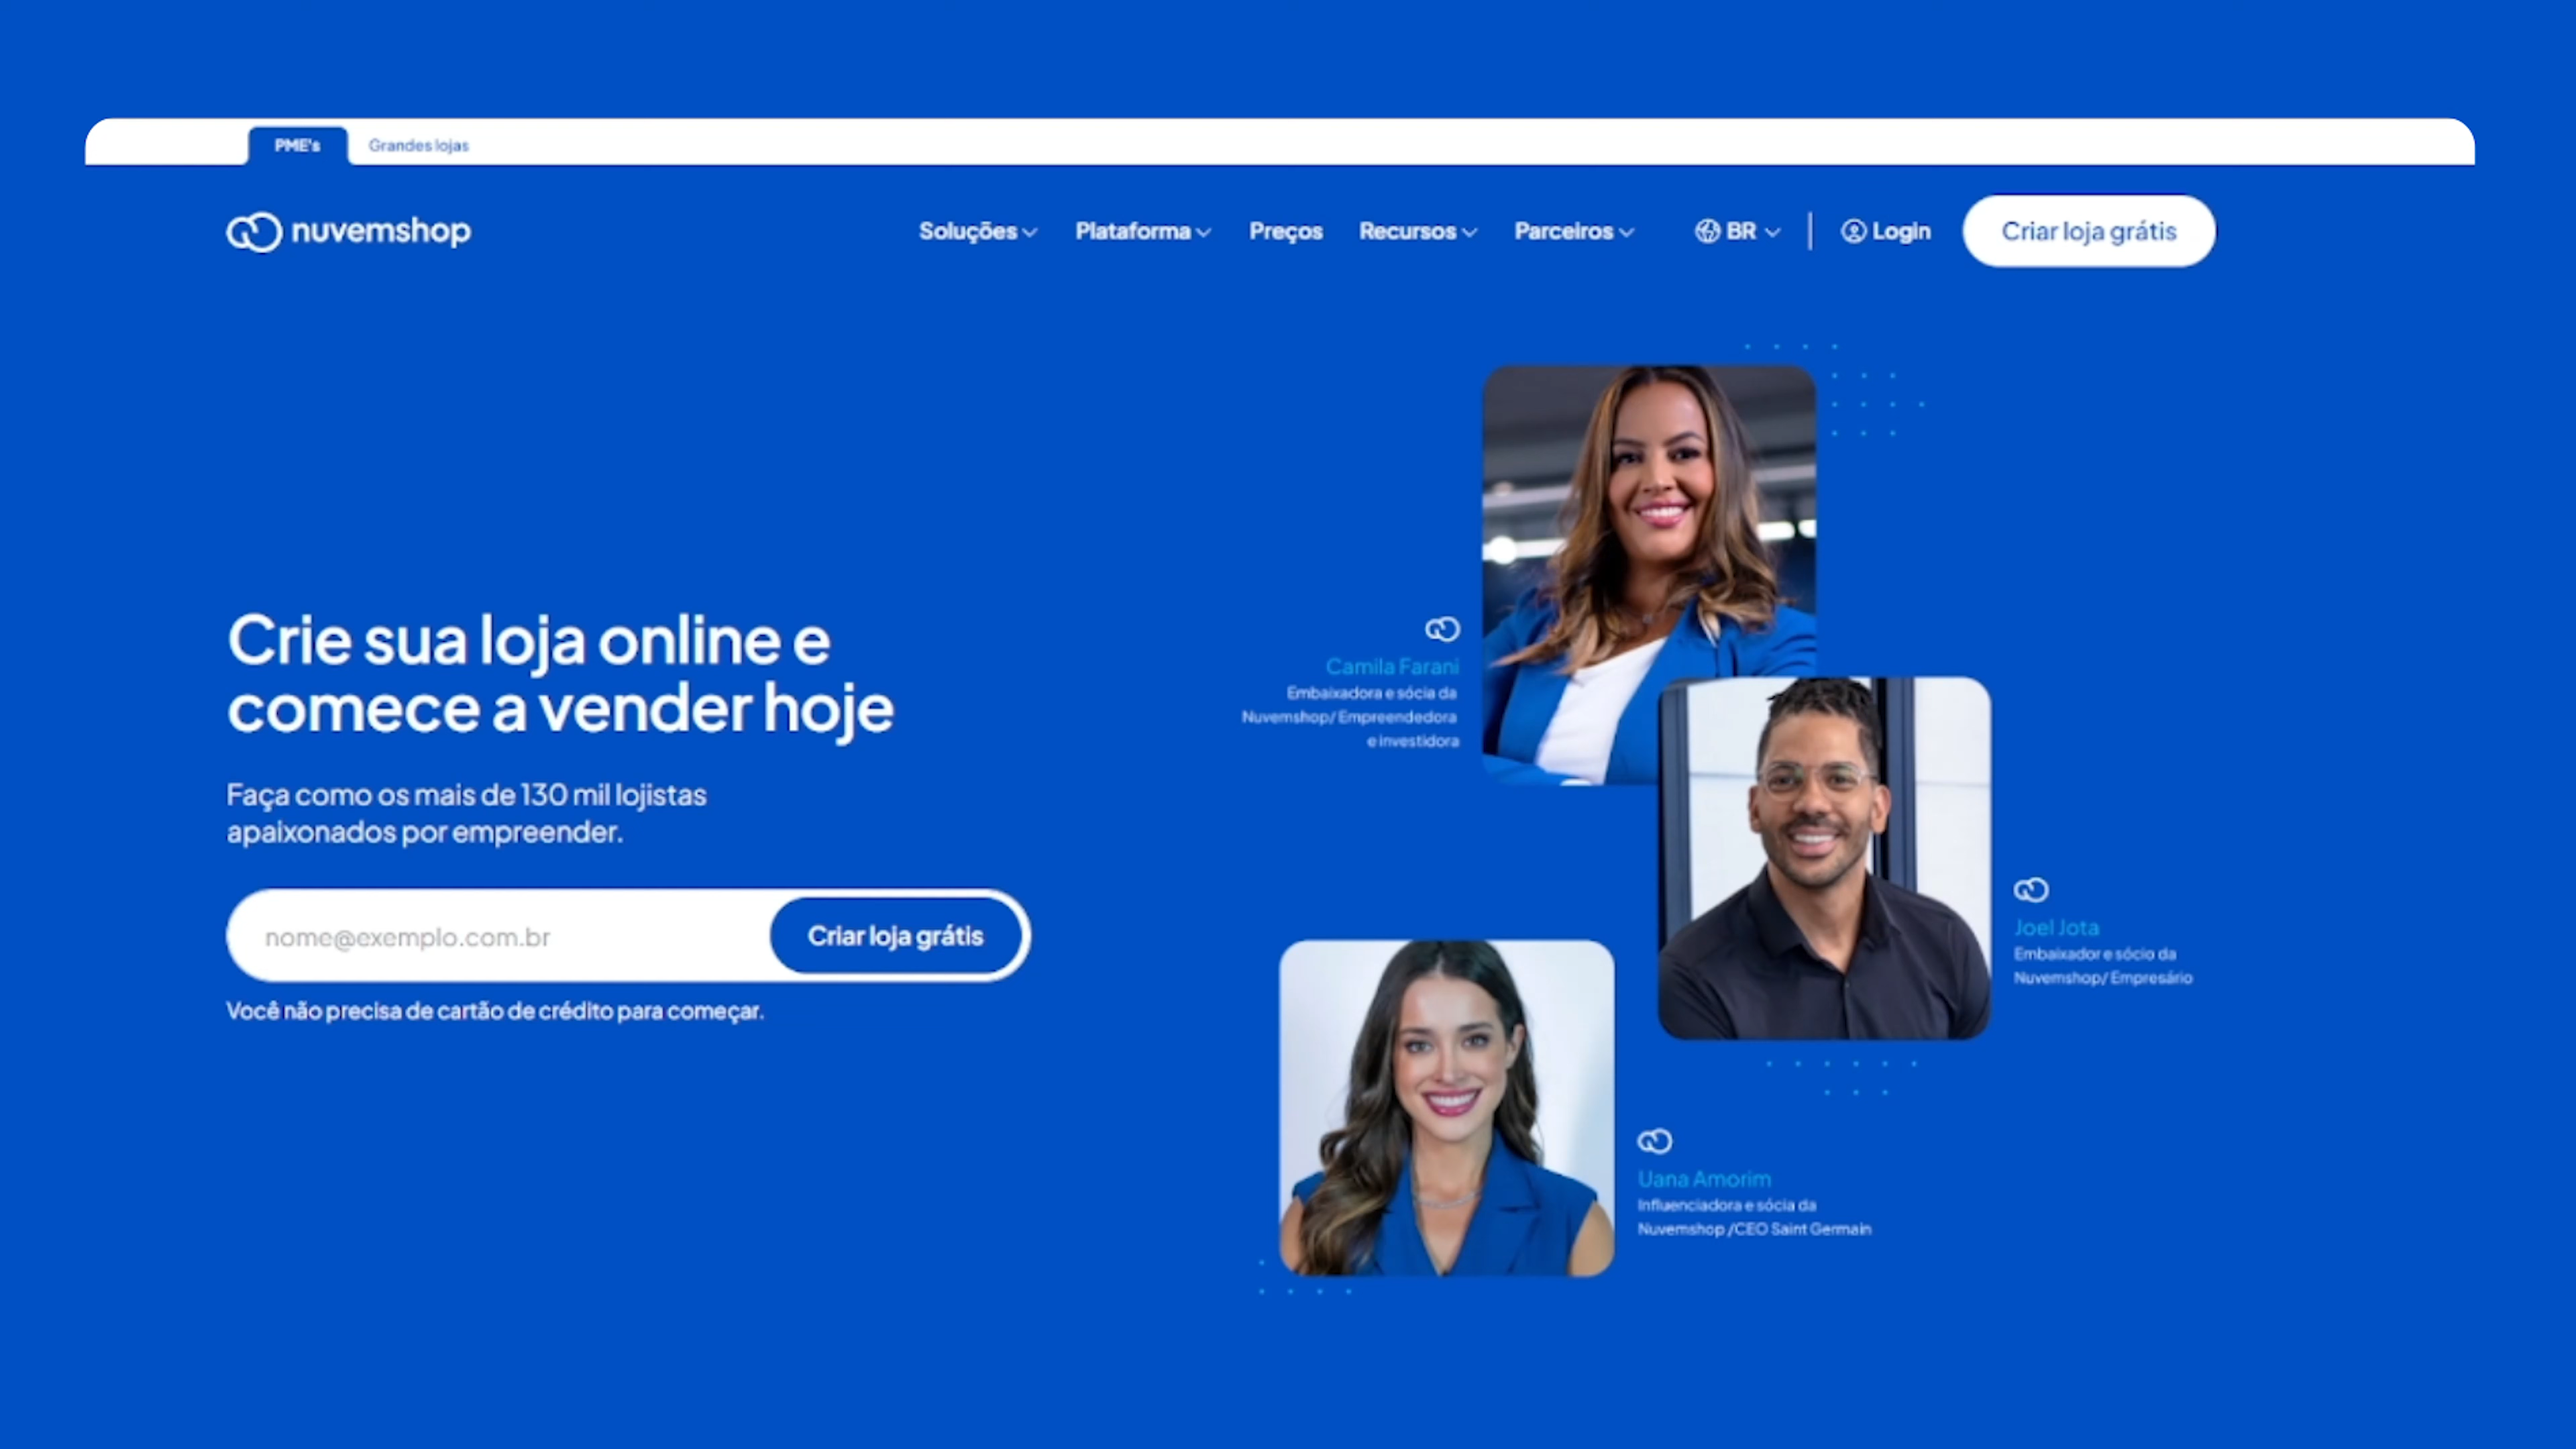 PME's Grandes lojas
nuvemshop Soluções Plataforma Preços Recursos Parceiros BR Login Criar loja grátis
Crie sua loja online e
comece a vender hoje
Faça como os mais de 130 mil lojistas
apaixonados por empreender.
nome@exemplo.com.br Criar loja grátis
Você não precisa de cartão de crédito para começar.
Camila Farani
Embaixadora e sócia da
Nuvemshop/ Empreendedora
e investidora
Joel Jota
Embaixador e sócio da
Nuvemshop/ Empresário
Uana Amorim
Influenciadora e sócia da
Nuvemshop /CEO Saint Germain